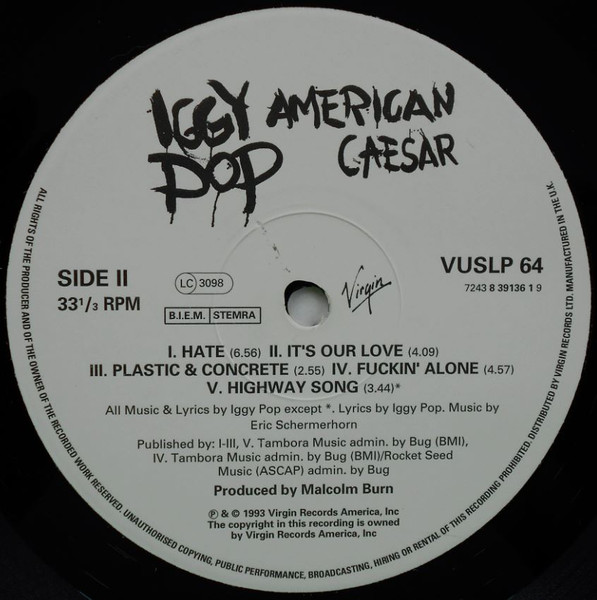 IGGY POP
AMERICAN CAESAR
SIDE II
33 1/3 RPM
LC 3098
B.I.E.M. STEMRA
Virgin
VUSLP 64
7243 8 39136 1 9
I. HATE (6.56) II. IT'S OUR LOVE (4.09)
III. PLASTIC & CONCRETE (2.55) IV. FUCKIN' ALONE (4.57)
V. HIGHWAY SONG (3.44)*
All Music & Lyrics by Iggy Pop except *. Lyrics by Iggy Pop. Music by
Eric Schermerhorn
Published by: I-III, V. Tambora Music admin. by Bug (BMI),
IV. Tambora Music admin. by Bug (BMI)/Rocket Seed
Music (ASCAP) admin. by Bug
Produced by Malcolm Burn
℗ & © 1993 Virgin Records America, Inc
The copyright in this recording is owned
by Virgin Records America, Inc
ALL RIGHTS OF THE PRODUCER AND OF THE OWNER OF THE RECORDED WORK RESERVED. UNAUTHORISED COPYING, PUBLIC PERFORMANCE, BROADCASTING, HIRING OR RENTAL OF THIS RECORDING PROHIBITED. DISTRIBUTED BY VIRGIN RECORDS LTD. MANUFACTURED IN THE U.K.